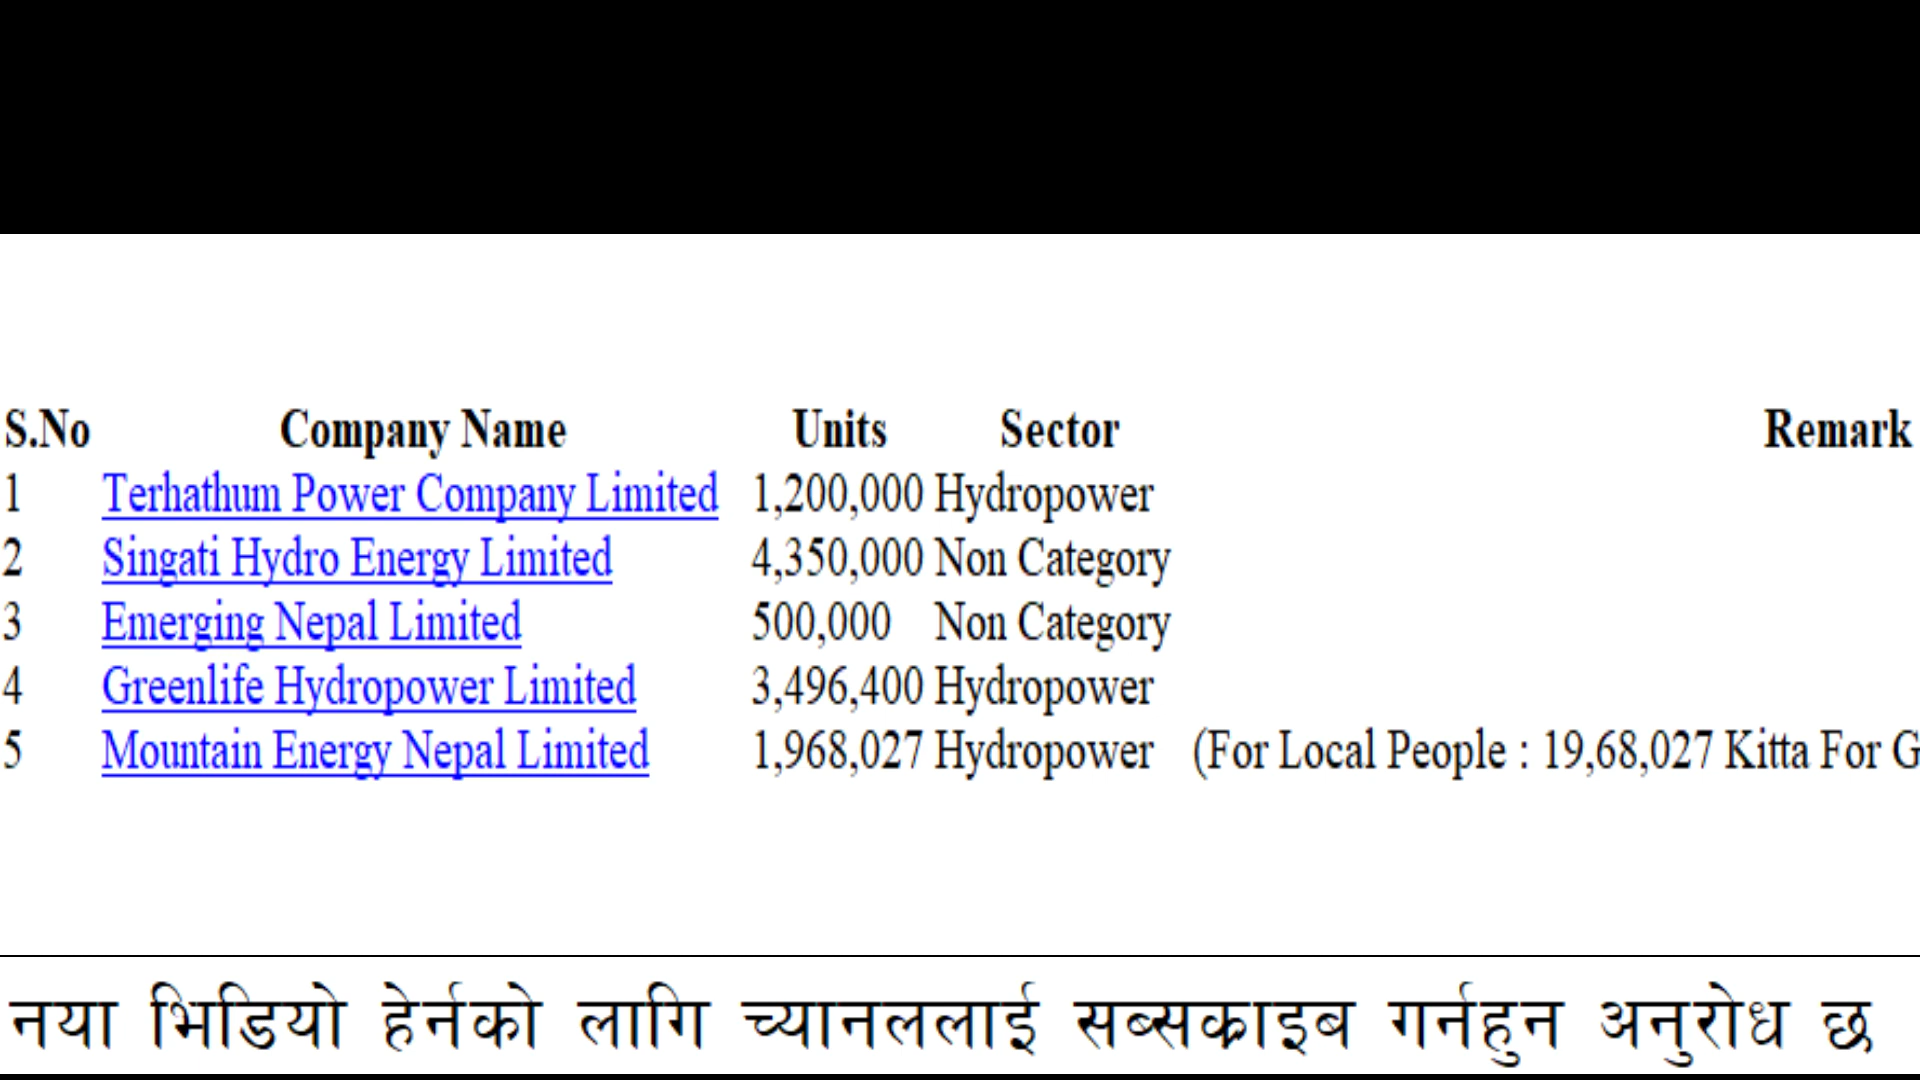 S.No Company Name Units Sector Remark
1 Terhathum Power Company Limited 1,200,000 Hydropower
2 Singati Hydro Energy Limited 4,350,000 Non Category
3 Emerging Nepal Limited 500,000 Non Category
4 Greenlife Hydropower Limited 3,496,400 Hydropower
5 Mountain Energy Nepal Limited 1,968,027 Hydropower (For Local People : 19,68,027 Kitta For G
नया भिडियो हेर्नको लागि च्यानललाई सब्सक्राइब गर्नहुन अनुरोध छ